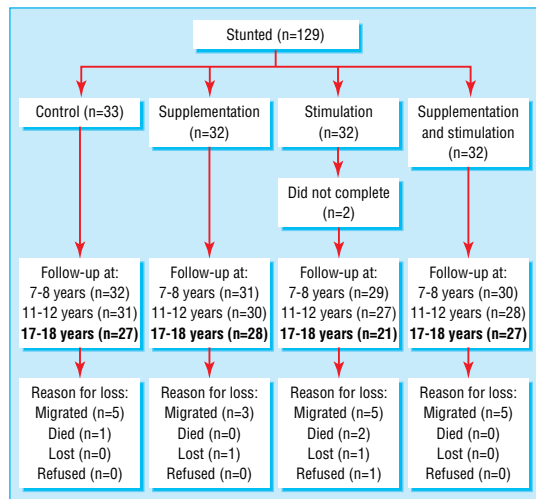 Stunted (n=129)
Control (n=33)
Supplementation
(n=32)
Stimulation
(n=32)
Supplementation
and stimulation
(n=32)
Did not complete
(n=2)
Follow-up at:
7-8 years (n=32)
11-12 years (n=31)
17-18 years (n=27)
Follow-up at:
7-8 years (n=31)
11-12 years (n=30)
17-18 years (n=28)
Follow-up at:
7-8 years (n=29)
11-12 years (n=27)
17-18 years (n=21)
Follow-up at:
7-8 years (n=30)
11-12 years (n=28)
17-18 years (n=27)
Reason for loss:
Migrated (n=5)
Died (n=1)
Lost (n=0)
Refused (n=0)
Reason for loss:
Migrated (n=3)
Died (n=0)
Lost (n=1)
Refused (n=0)
Reason for loss:
Migrated (n=5)
Died (n=2)
Lost (n=1)
Refused (n=1)
Reason for loss:
Migrated (n=5)
Died (n=0)
Lost (n=0)
Refused (n=0)